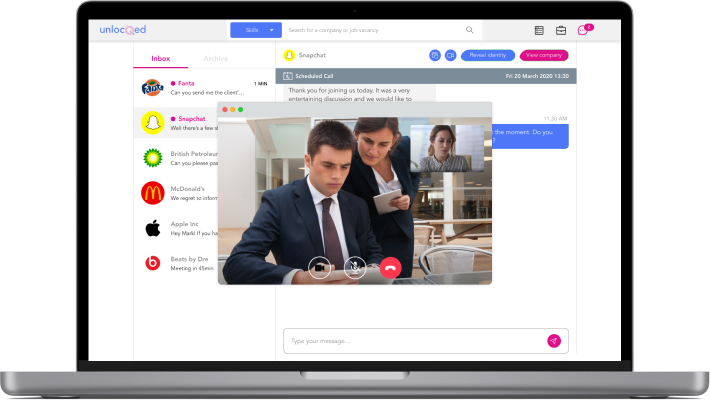 unlocQed
Skills
Search for a company or job vacancy
2
Inbox
Archive
Snapchat
Reveal identity
View company
Scheduled Call
Fri 20 March 2020 13:30
Fanta
1 MIN
Can you send me the client'...
Thank you for joining us today. It was a very
entertaining discussion and we would like to
Snapchat
Well there's a few
11.30 AM
the moment. Do you
?
British Petroleum
Can you please
McDonald's
We regret to inform
Apple Inc
Hey Mark! If you
Beats by Dre
Meeting in 45min
Type your message...